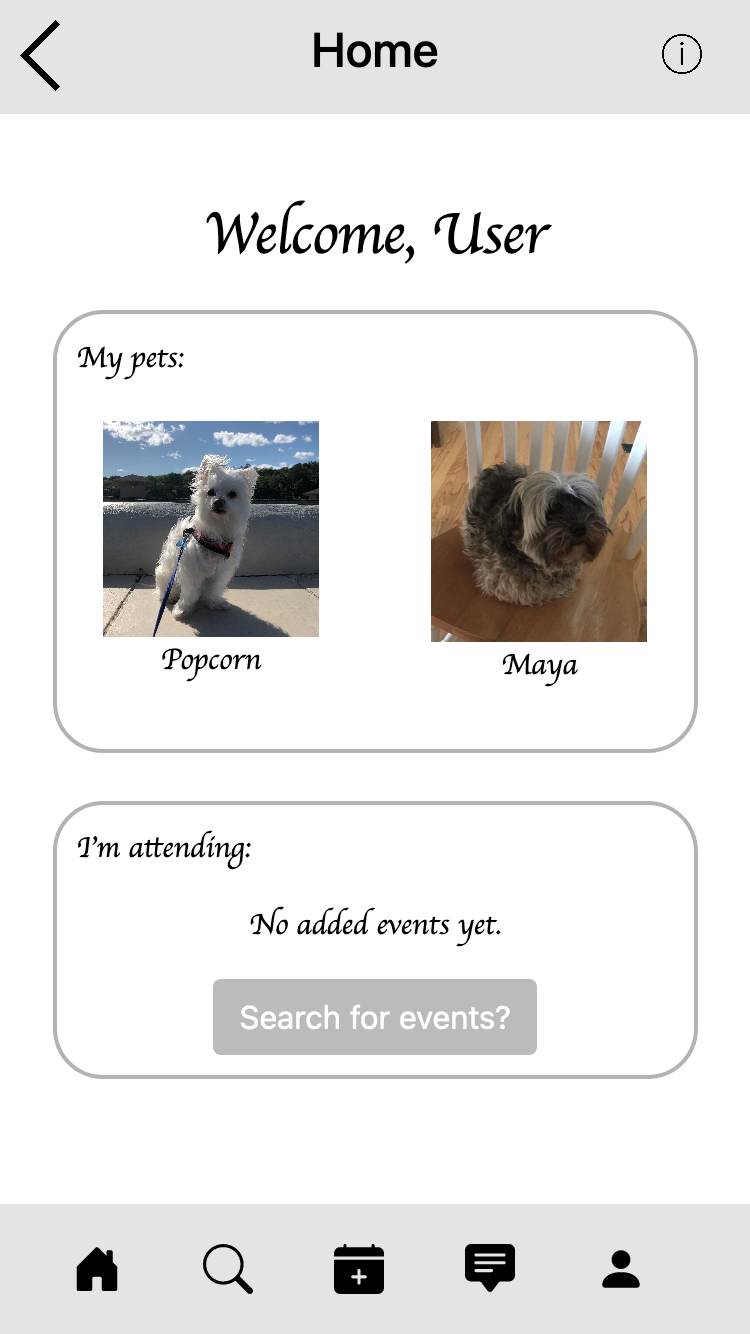 Home
Welcome, User
My pets:
Popcorn
Maya
I'm attending:
No added events yet.
Search for events?